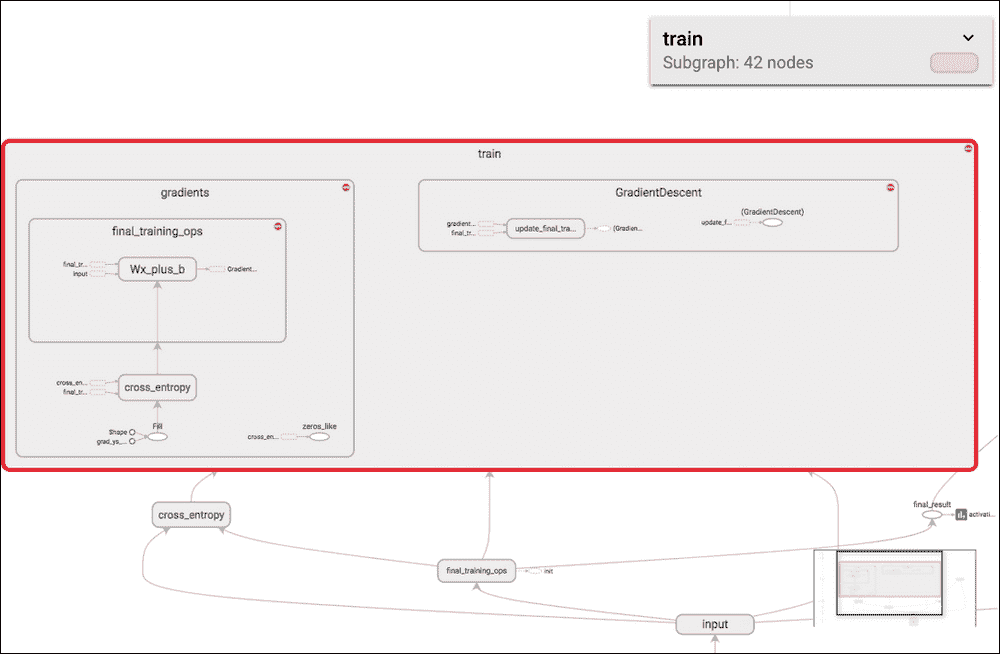 train
Subgraph: 42 nodes
train
gradients
GradientDescent
final_training_ops
final_tr...
input
Wx_plus_b
Gradient...
cross_en...
final_tr...
cross_entropy
Fill
Shape
grad_ys_...
zeros_like
cross_en...
gradient...
final_tr...
update_final_tra...
(Gradien...
(GradientDescent)
update_f...
cross_entropy
final_result
activati...
final_training_ops
init
input